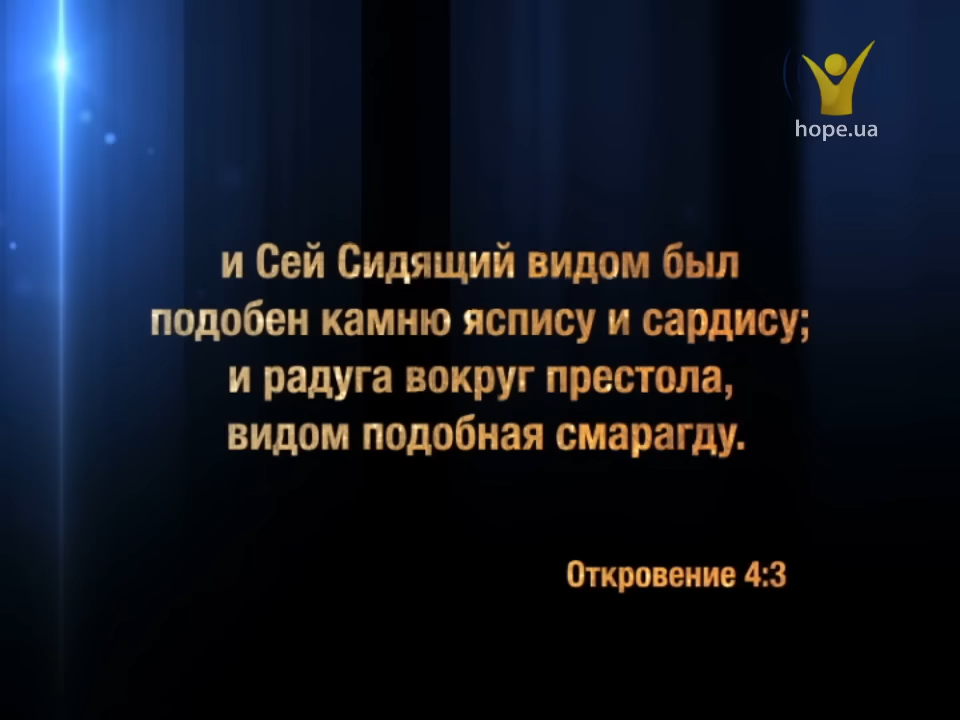 hope.ua
и Сей Сидящий видом был
подобен камню яспису и сардису;
и радуга вокруг престола,
видом подобная смарагду.
Откровение 4:3